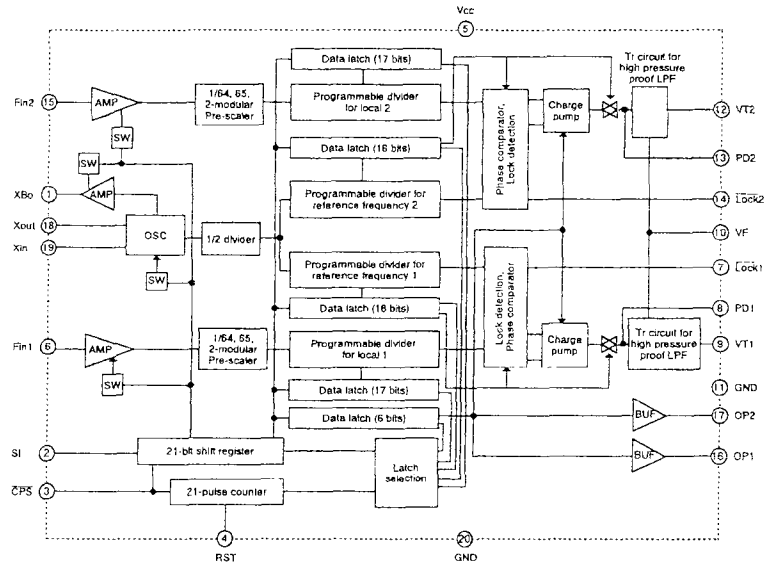 Vcc
5
Data latch (17 bits)
Tr circuit for
high pressure
proof LPF
Fin2
15
AMP
1/64, 65,
2-modular
Pre-scaler
Programmable divider
for local 2
Phase comparator,
Lock detection
Charge
pump
12
VT2
SW
Data latch (16 bits)
SW
13
PD2
XBo
1
AMP
Programmable divider for
reference frequency 2
14
Lock2
Xout
18
OSC
1/2 divider
10
VF
Xin
19
Programmable divider for
reference frequency 1
Lock detection,
Phase comparator
7
Lock1
SW
Data latch (16 bits)
8
PD1
Fin1
6
AMP
1/64, 65,
2-modular
Pre-scaler
Programmable divider
for local 1
Charge
pump
Tr circuit for
high pressure
proof LPF
9
VT1
SW
Data latch (17 bits)
11
GND
Data latch (6 bits)
BUF
17
OP2
SI
2
21-bit shift register
Latch
selection
BUF
16
OP1
CPS
3
21-pulse counter
4
RST
20
GND